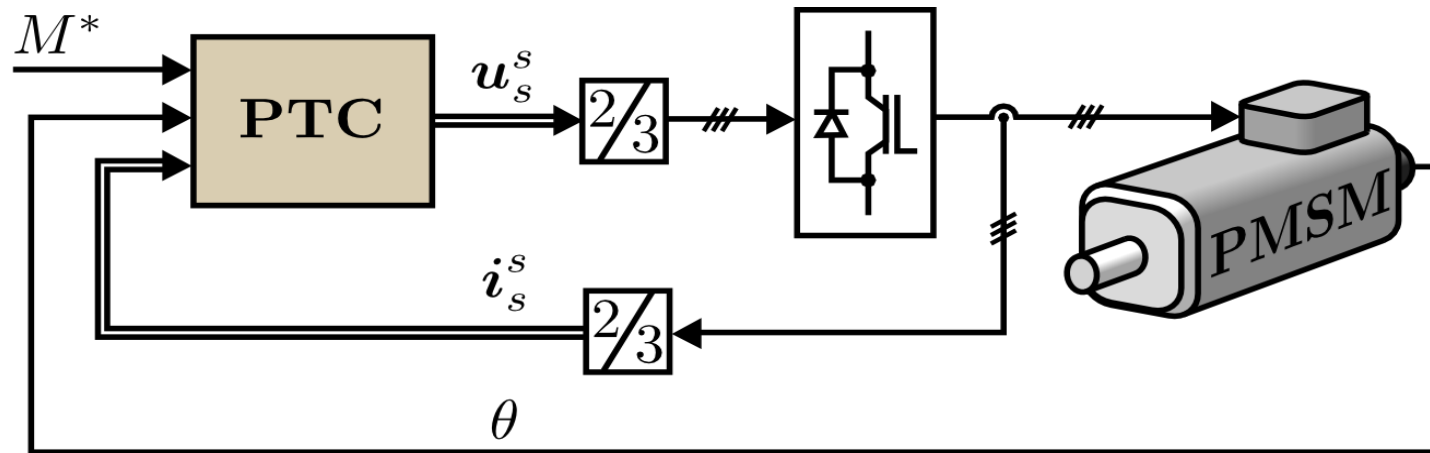 M*
PTC
u_s^s
2/3
PMSM
i_s^s
2/3
θ